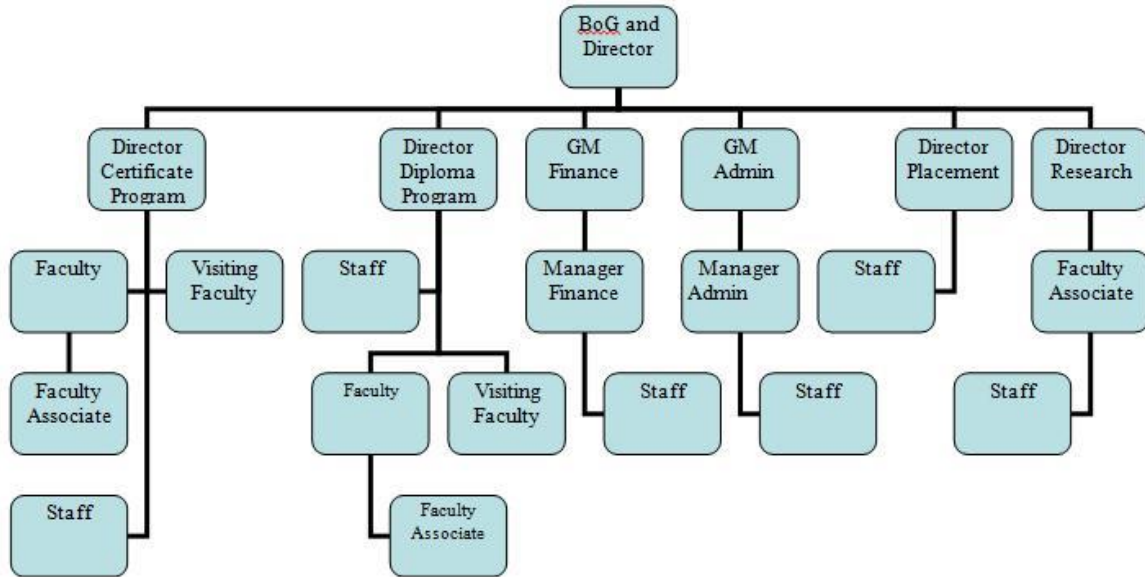 BoG and
Director
Director
Certificate
Program
Director
Diploma
Program
GM
Finance
GM
Admin
Director
Placement
Director
Research
Faculty
Visiting
Faculty
Staff
Manager
Finance
Manager
Admin
Staff
Faculty
Associate
Faculty
Associate
Faculty
Visiting
Faculty
Staff
Staff
Staff
Staff
Faculty
Associate